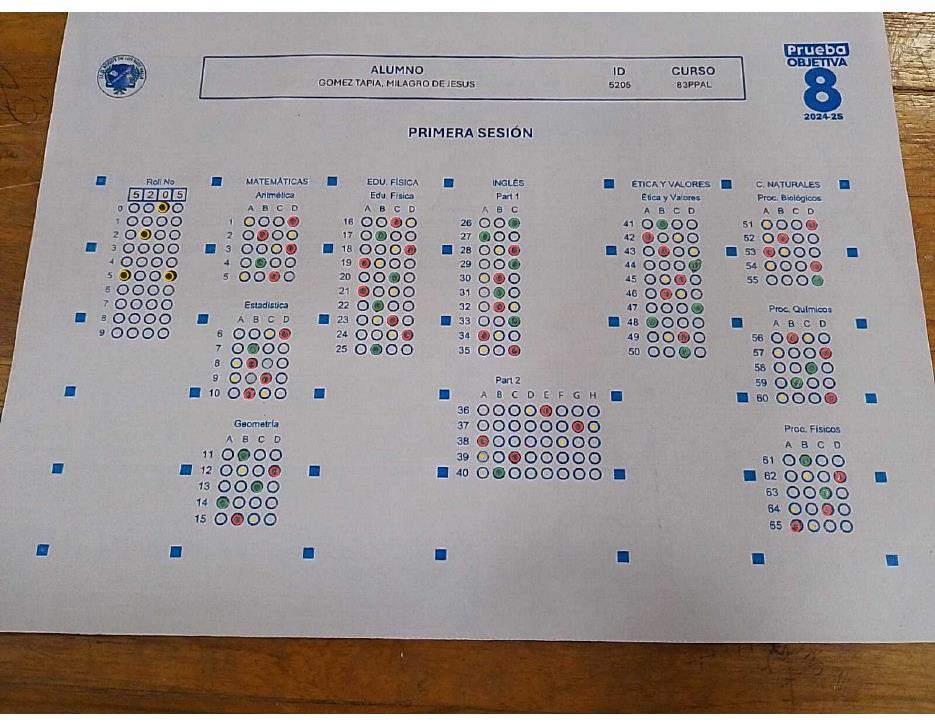 Prueba
OBJETIVA
8
2024-2S
ALUMNO ID CURSO
GOMEZ TAPIA, MILAGRO DE JESUS 5205 83PPAL
PRIMERA SESIÓN
Roll No
5 2 0 5
0
1
2
3
4
5
6
7
8
9
MATEMÁTICAS
Aritmética
A B C D
1
2
3
4
5
Estadística
A B C D
6
7
8
9
10
Geometría
A B C D
11
12
13
14
15
EDU. FÍSICA
Edu. Física
A B C D
16
17
18
19
20
21
22
23
24
25
INGLÉS
Part 1
A B C
26
27
28
29
30
31
32
33
34
35
Part 2
A B C D E F G H
36
37
38
39
40
ÉTICA Y VALORES
Ética y Valores
A B C D
41
42
43
44
45
46
47
48
49
50
C. NATURALES
Proc. Biológicos
A B C D
51
52
53
54
55
Proc. Químicos
A B C D
56
57
58
59
60
Proc. Físicos
A B C D
61
62
63
64
65